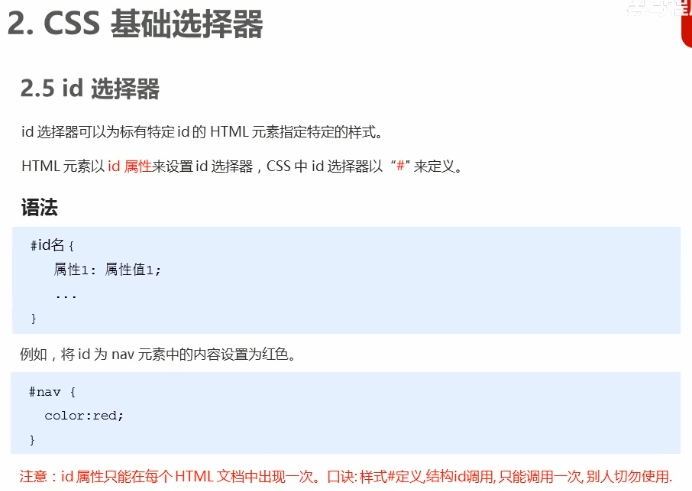 2. CSS 基础选择器
2.5 id 选择器
id 选择器可以为标有特定 id 的 HTML 元素指定特定的样式。
HTML 元素以 id 属性来设置 id 选择器，CSS 中 id 选择器以“#" 来定义。
语法
#id名 {
属性1: 属性值1;
...
}
例如，将 id 为 nav 元素中的内容设置为红色。
#nav {
color:red;
}
注意：id 属性只能在每个 HTML 文档中出现一次。口诀: 样式#定义,结构id调用, 只能调用一次, 别人切勿使用.